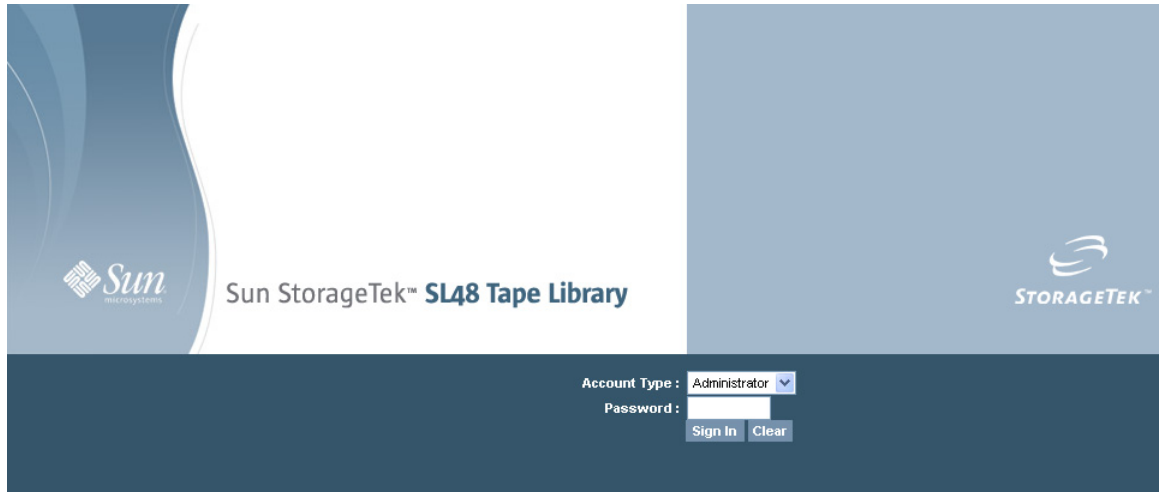 Sun
microsystems
Sun StorageTek™ SL48 Tape Library
STORAGETEK™
Account Type : Administrator
Password :
Sign In Clear